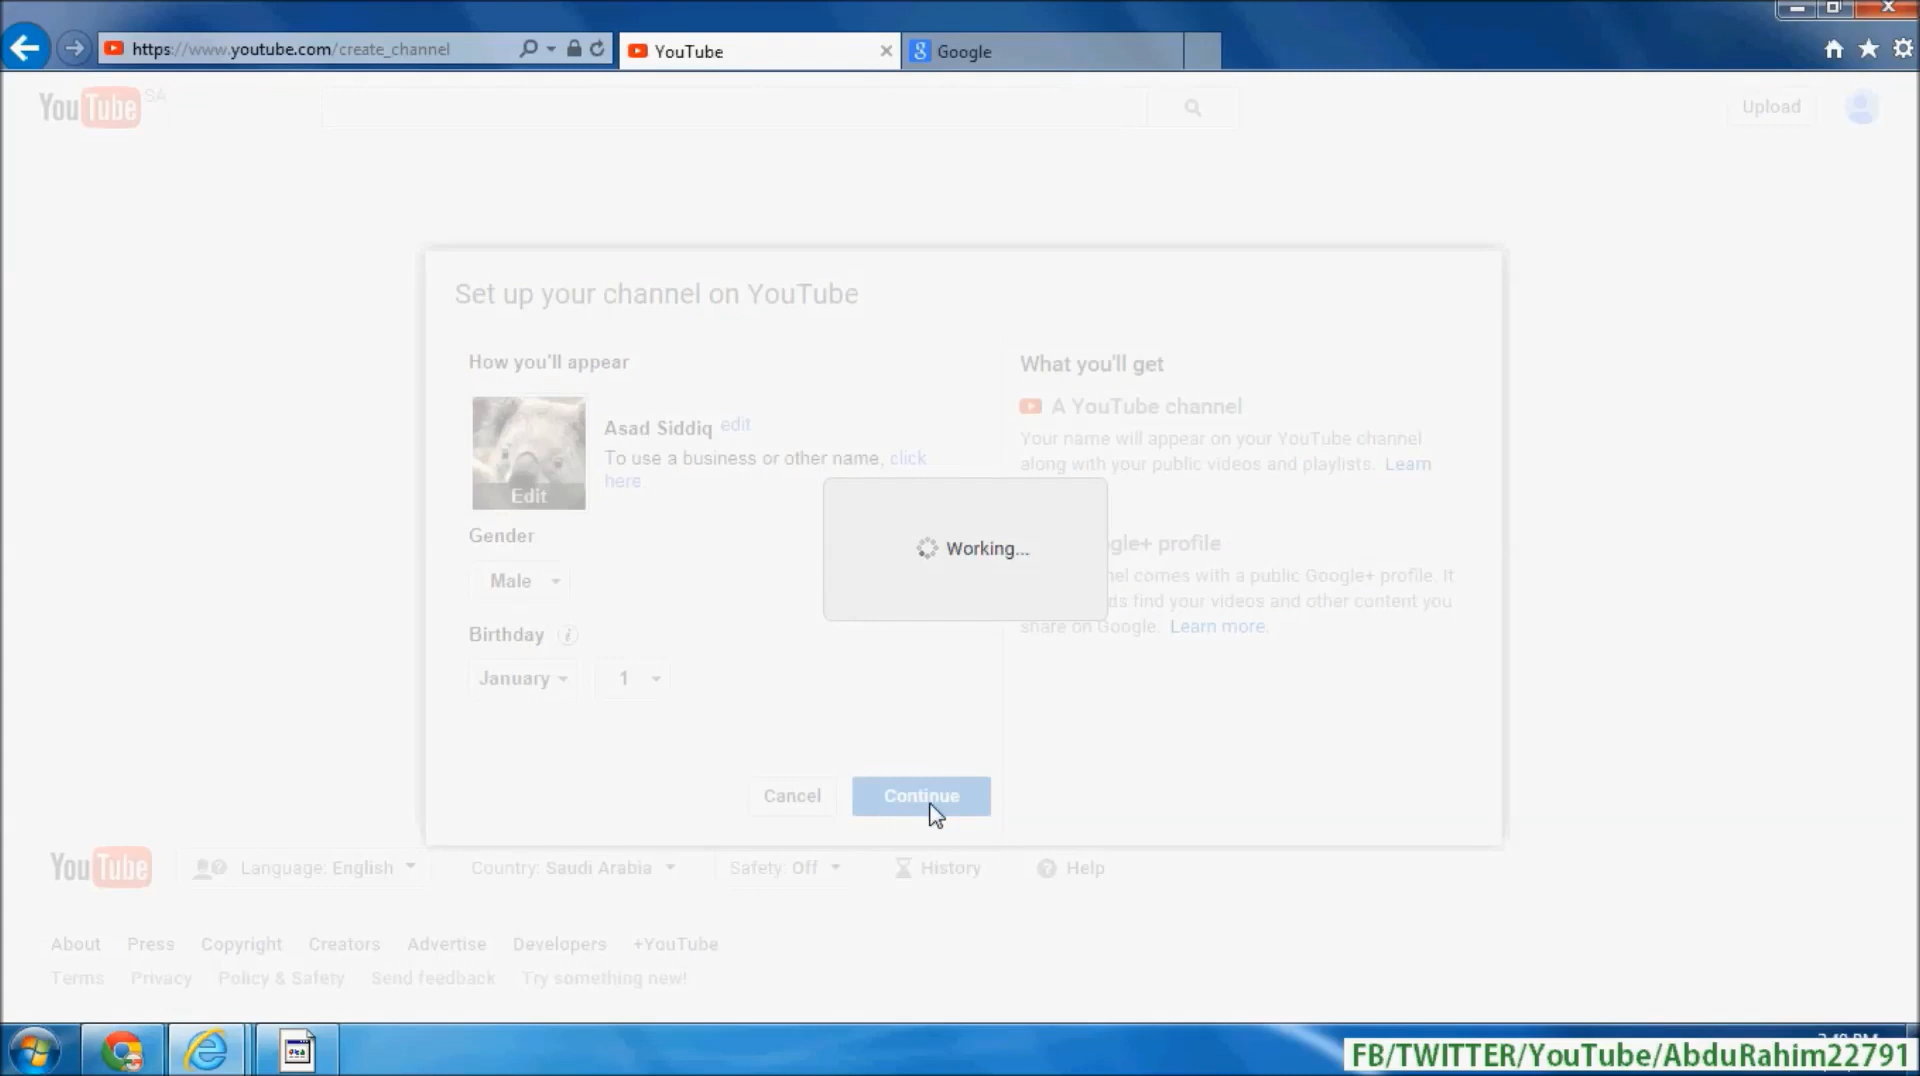 https://www.youtube.com/create_channel
YouTube
Google
YouTube SA
Upload
Set up your channel on YouTube
How you'll appear
Edit
Asad Siddiq edit
To use a business or other name, click
here
Gender
Male
Birthday
January 1
Cancel
Continue
What you'll get
A YouTube channel
Your name will appear on your YouTube channel
along with your public videos and playlists. Learn
gle+ profile
nel comes with a public Google+ profile. It
ds find your videos and other content you
share on Google. Learn more.
Working...
YouTube
Language: English
Country: Saudi Arabia
Safety: Off
History
Help
About Press Copyright Creators Advertise Developers +YouTube
Terms Privacy Policy & Safety Send feedback Try something new!
FB/TWITTER/YouTube/AbduRahim22791